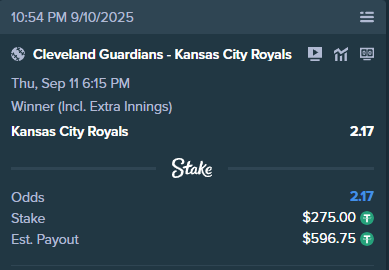 10:54 PM 9/10/2025
Cleveland Guardians - Kansas City Royals
Thu, Sep 11 6:15 PM
Winner (Incl. Extra Innings)
Kansas City Royals 2.17
Stake
Odds 2.17
Stake $275.00
Est. Payout $596.75